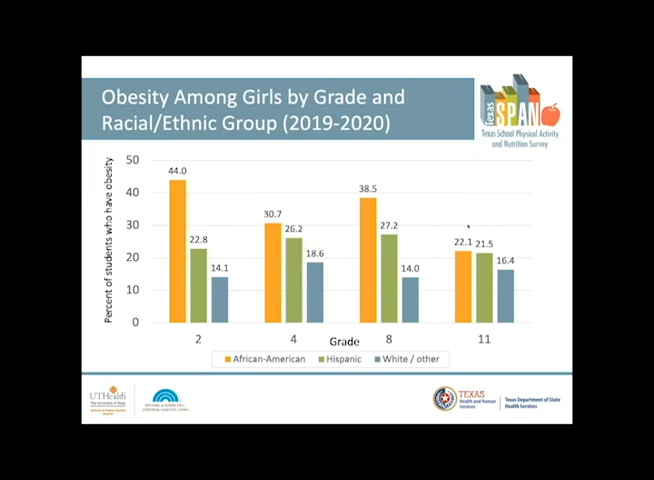 Obesity Among Girls by Grade and
Racial/Ethnic Group (2019-2020)
Texas
SPAN
Texas School Physical Activity
and Nutrition Survey
Percent of students who have obesity
50
40
30
20
10
0
44.0
22.8
14.1
30.7
26.2
18.6
38.5
27.2
14.0
22.1
21.5
16.4
2
4
8
11
Grade
African-American
Hispanic
White / other
UTHealth
The University of Texas
TEXAS
Health and Human
Services
Texas Department of State
Health Services